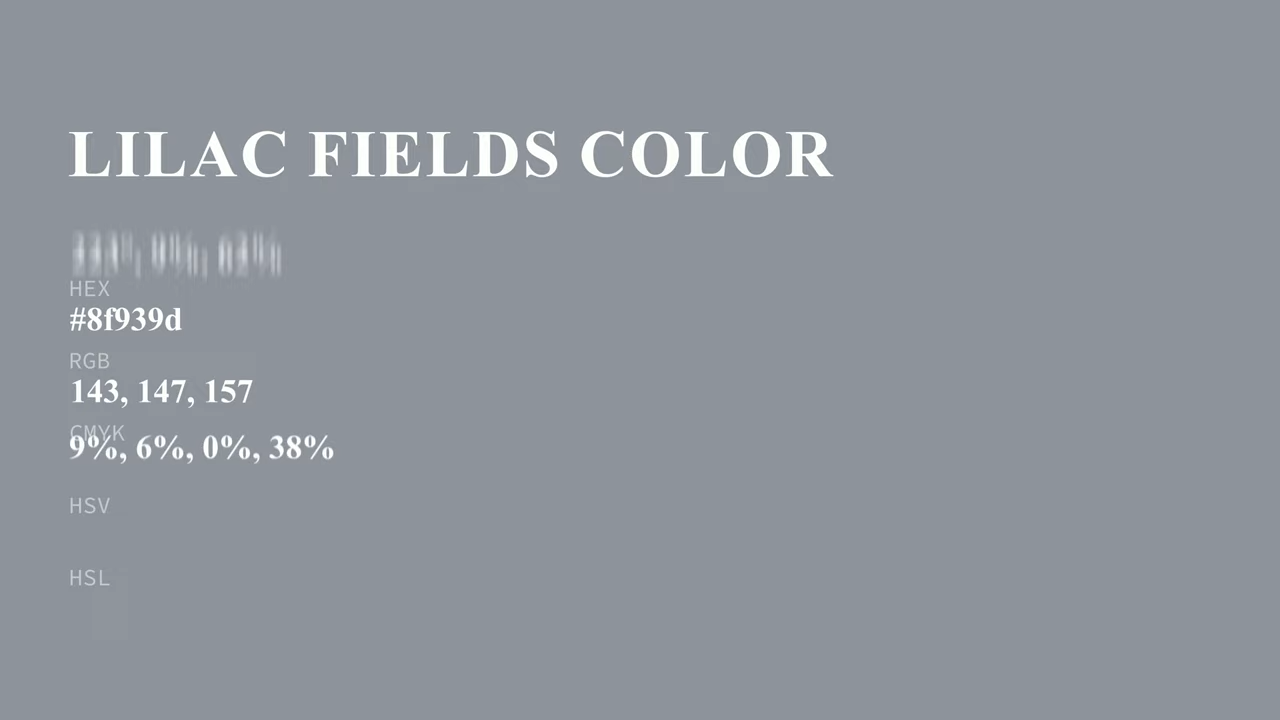 LILAC FIELDS COLOR
HEX
#8f939d
RGB
143, 147, 157
CMYK
9%, 6%, 0%, 38%
HSV
HSL